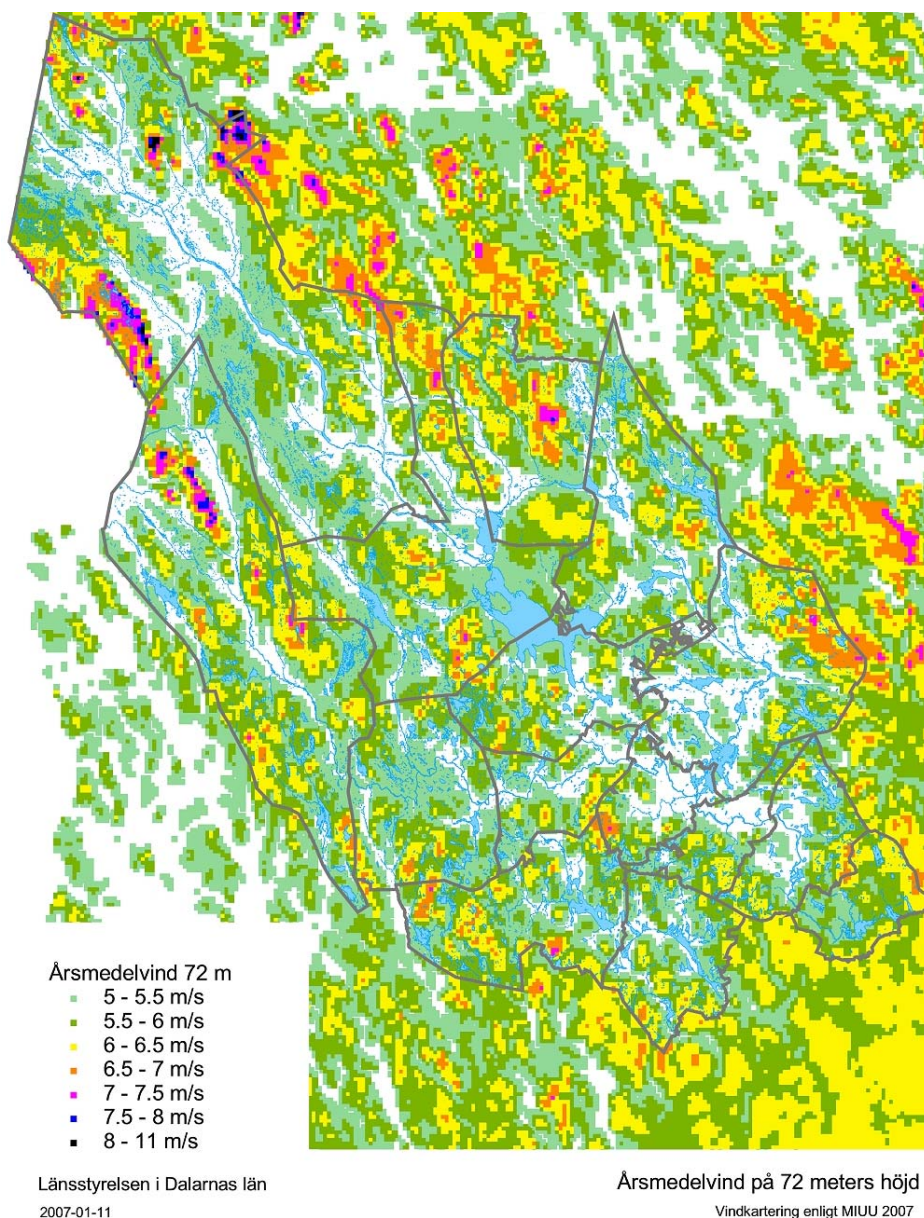 Årsmedelvind 72 m
5 - 5.5 m/s
5.5 - 6 m/s
6 - 6.5 m/s
6.5 - 7 m/s
7 - 7.5 m/s
7.5 - 8 m/s
8 - 11 m/s
Länsstyrelsen i Dalarnas län
2007-01-11
Årsmedelvind på 72 meters höjd
Vindkartering enligt MIUU 2007